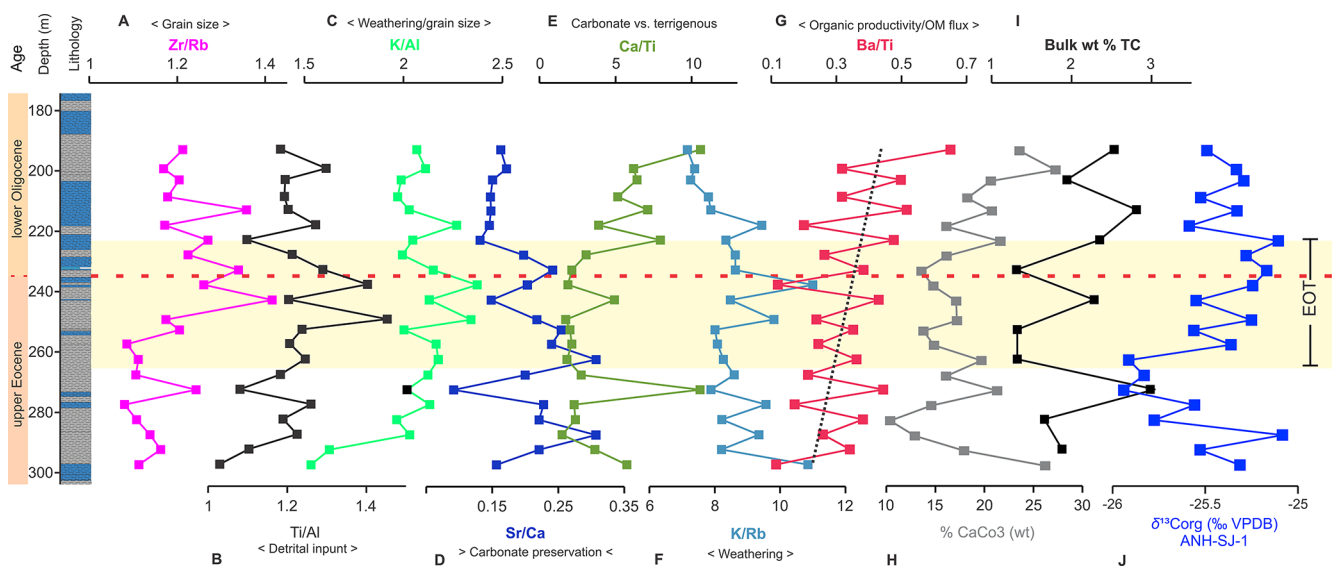 A < Grain size > C < Weathering/grain size > E Carbonate vs. terrigenous G < Organic productivity/OM flux > I
Age Depth (m) Lithology Zr/Rb K/Al Ca/Ti Ba/Ti Bulk wt % TC
1 1.2 1.4 1.5 2 2.5 0 5 10 0.1 0.3 0.5 0.7 1 2 3
lower Oligocene
upper Eocene
180
200
220
240
260
280
300
EOT
1 1.2 1.4 0.15 0.25 0.35 6 8 10 12 10 15 20 25 30 -26 -25.5 -25
Ti/Al Sr/Ca K/Rb % CaCo3 (wt) δ¹³Corg (‰ VPDB)
ANH-SJ-1
B < Detrital inpunt > D > Carbonate preservation < F < Weathering > H J